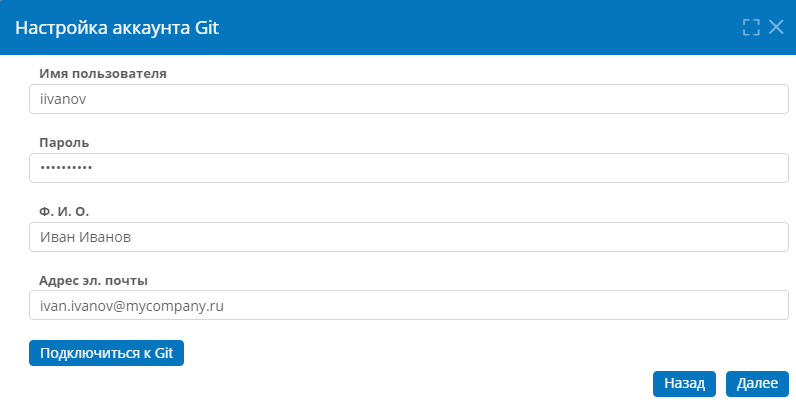 Настройка аккаунта Git
Имя пользователя
iivanov
Пароль
••••••••••
Ф. И. О.
Иван Иванов
Адрес эл. почты
ivan.ivanov@mycompany.ru
Подключиться к Git
Назад Далее